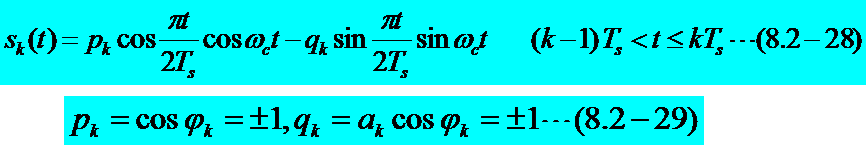 s_k(t) = p_k cos πt/2T_s cos ω_c t − q_k sin πt/2T_s sin ω_c t (k−1)T_s < t ≤ kT_s ⋯(8.2−28)
p_k = cos φ_k = ±1, q_k = a_k cos φ_k = ±1⋯(8.2−29)